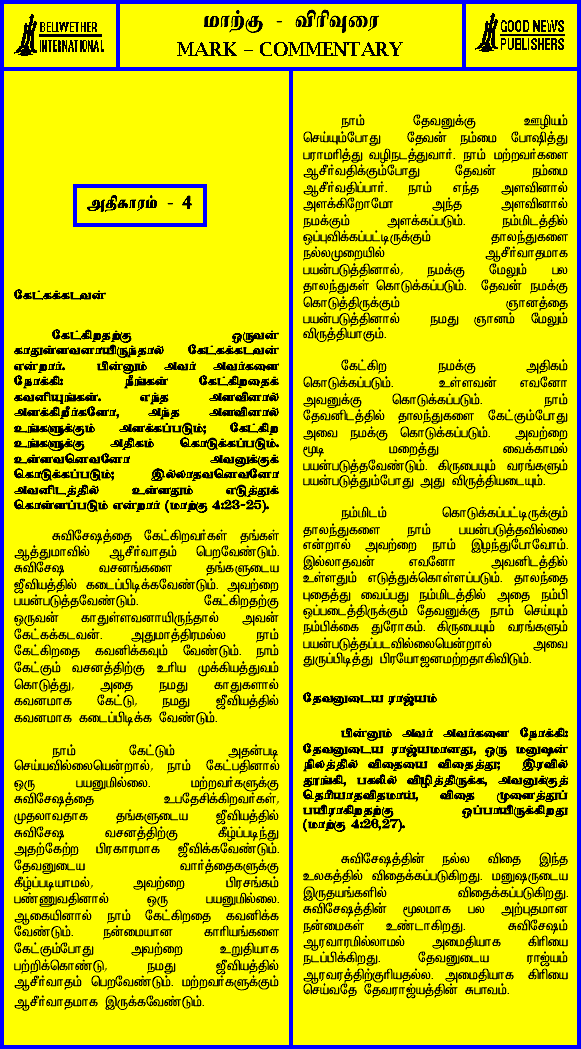 BELLWETHER
INTERNATIONAL
மாற்கு - விரிவுரை
MARK – COMMENTARY
GOOD NEWS
PUBLISHERS
அதிகாரம் - 4
கேட்கக்கடவன்
கேட்கிறதற்கு ஒருவன்
காதுள்ளவனாயிருந்தால் கேட்கக்கடவன்
என்றார். பின்னும் அவர் அவர்களை
நோக்கி: நீங்கள் கேட்கிறதைக்
கவனியுங்கள். எந்த அளவினால்
அளக்கிறீர்களோ, அந்த அளவினால்
உங்களுக்கும் அளக்கப்படும்; கேட்கிற
உங்களுக்கு அதிகம் கொடுக்கப்படும்.
உள்ளவனெவனோ அவனுக்குக்
கொடுக்கப்படும்; இல்லாதவனெவனோ
அவனிடத்தில் உள்ளதும் எடுத்துக்
கொள்ளப்படும் என்றார் (மாற்கு 4:23-25).
சுவிசேஷத்தை கேட்கிறவர்கள் தங்கள்
ஆத்துமாவில் ஆசீர்வாதம் பெறவேண்டும்.
சுவிசேஷ வசனங்களை தங்களுடைய
ஜீவியத்தில் கடைப்பிடிக்கவேண்டும். அவற்றை
பயன்படுத்தவேண்டும். கேட்கிறதற்கு
ஒருவன் காதுள்ளவனாயிருந்தால் அவன்
கேட்கக்கடவன். அதுமாத்திரமல்ல நாம்
கேட்கிறதை கவனிக்கவும் வேண்டும். நாம்
கேட்கும் வசனத்திற்கு உரிய முக்கியத்துவம்
கொடுத்து, அதை நமது காதுகளால்
கவனமாக கேட்டு, நமது ஜீவியத்தில்
கவனமாக கடைப்பிடிக்க வேண்டும்.
நாம் கேட்டும் அதன்படி
செய்யவில்லையென்றால், நாம் கேட்பதினால்
ஒரு பயனுமில்லை. மற்றவர்களுக்கு
சுவிசேஷத்தை உபதேசிக்கிறவர்கள்,
முதலாவதாக தங்களுடைய ஜீவியத்தில்
சுவிசேஷ வசனத்திற்கு கீழ்ப்படிந்து
அதற்கேற்ற பிரகாரமாக ஜீவிக்கவேண்டும்.
தேவனுடைய வார்த்தைகளுக்கு
கீழ்ப்படியாமல், அவற்றை பிரசங்கம்
பண்ணுவதினால் ஒரு பயனுமில்லை.
ஆகையினால் நாம் கேட்கிறதை கவனிக்க
வேண்டும். நன்மையான காரியங்களை
கேட்கும்போது அவற்றை உறுதியாக
பற்றிக்கொண்டு, நமது ஜீவியத்தில்
ஆசீர்வாதம் பெறவேண்டும். மற்றவர்களுக்கும்
ஆசீர்வாதமாக இருக்கவேண்டும்.
நாம் தேவனுக்கு ஊழியம்
செய்யும்போது தேவன் நம்மை போஷித்து
பராமரித்து வழிநடத்துவார். நாம் மற்றவர்களை
ஆசீர்வதிக்கும்போது தேவன் நம்மை
ஆசீர்வதிப்பார். நாம் எந்த அளவினால்
அளக்கிறோமோ அந்த அளவினால்
நமக்கும் அளக்கப்படும். நம்மிடத்தில்
ஒப்புவிக்கப்பட்டிருக்கும் தாலந்துகளை
நல்லமுறையில் ஆசீர்வாதமாக
பயன்படுத்தினால், நமக்கு மேலும் பல
தாலந்துகள் கொடுக்கப்படும். தேவன் நமக்கு
கொடுத்திருக்கும் ஞானத்தை
பயன்படுத்தினால் நமது ஞானம் மேலும்
விருத்தியாகும்.
கேட்கிற நமக்கு அதிகம்
கொடுக்கப்படும். உள்ளவன் எவனோ
அவனுக்கு கொடுக்கப்படும். நாம்
தேவனிடத்தில் தாலந்துகளை கேட்கும்போது
அவை நமக்கு கொடுக்கப்படும். அவற்றை
மூடி மறைத்து வைக்காமல்
பயன்படுத்தவேண்டும். கிருபையும் வரங்களும்
பயன்படுத்தும்போது அது விருத்தியடையும்.
நம்மிடம் கொடுக்கப்பட்டிருக்கும்
தாலந்துகளை நாம் பயன்படுத்தவில்லை
என்றால் அவற்றை நாம் இழந்துபோவோம்.
இல்லாதவன் எவனோ அவனிடத்தில்
உள்ளதும் எடுத்துக்கொள்ளப்படும். தாலந்தை
புதைத்து வைப்பது நம்மிடத்தில் அதை நம்பி
ஒப்படைத்திருக்கும் தேவனுக்கு நாம் செய்யும்
நம்பிக்கை துரோகம். கிருபையும் வரங்களும்
பயன்படுத்தப்படவில்லையென்றால் அவை
துருப்பிடித்து பிரயோஜனமற்றதாகிவிடும்.
தேவனுடைய ராஜ்யம்
பின்னும் அவர் அவர்களை நோக்கி:
தேவனுடைய ராஜ்யமானது, ஒரு மனுஷன்
நிலத்தில் விதையை விதைத்து; இரவில்
தூங்கி, பகலில் விழித்திருக்க, அவனுக்குத்
தெரியாதவிதமாய், விதை முளைத்துப்
பயிராகிறதற்கு ஒப்பாயிருக்கிறது
(மாற்கு 4:26,27).
சுவிசேஷத்தின் நல்ல விதை இந்த
உலகத்தில் விதைக்கப்படுகிறது. மனுஷருடைய
இருதயங்களில் விதைக்கப்படுகிறது.
சுவிசேஷத்தின் மூலமாக பல அற்புதமான
நன்மைகள் உண்டாகிறது. சுவிசேஷம்
ஆரவாரமில்லாமல் அமைதியாக கிரியை
நடப்பிக்கிறது. தேவனுடைய ராஜ்யம்
ஆரவரத்திற்குரியதல்ல. அமைதியாக கிரியை
செய்வதே தேவராஜ்யத்தின் சுபாவம்.